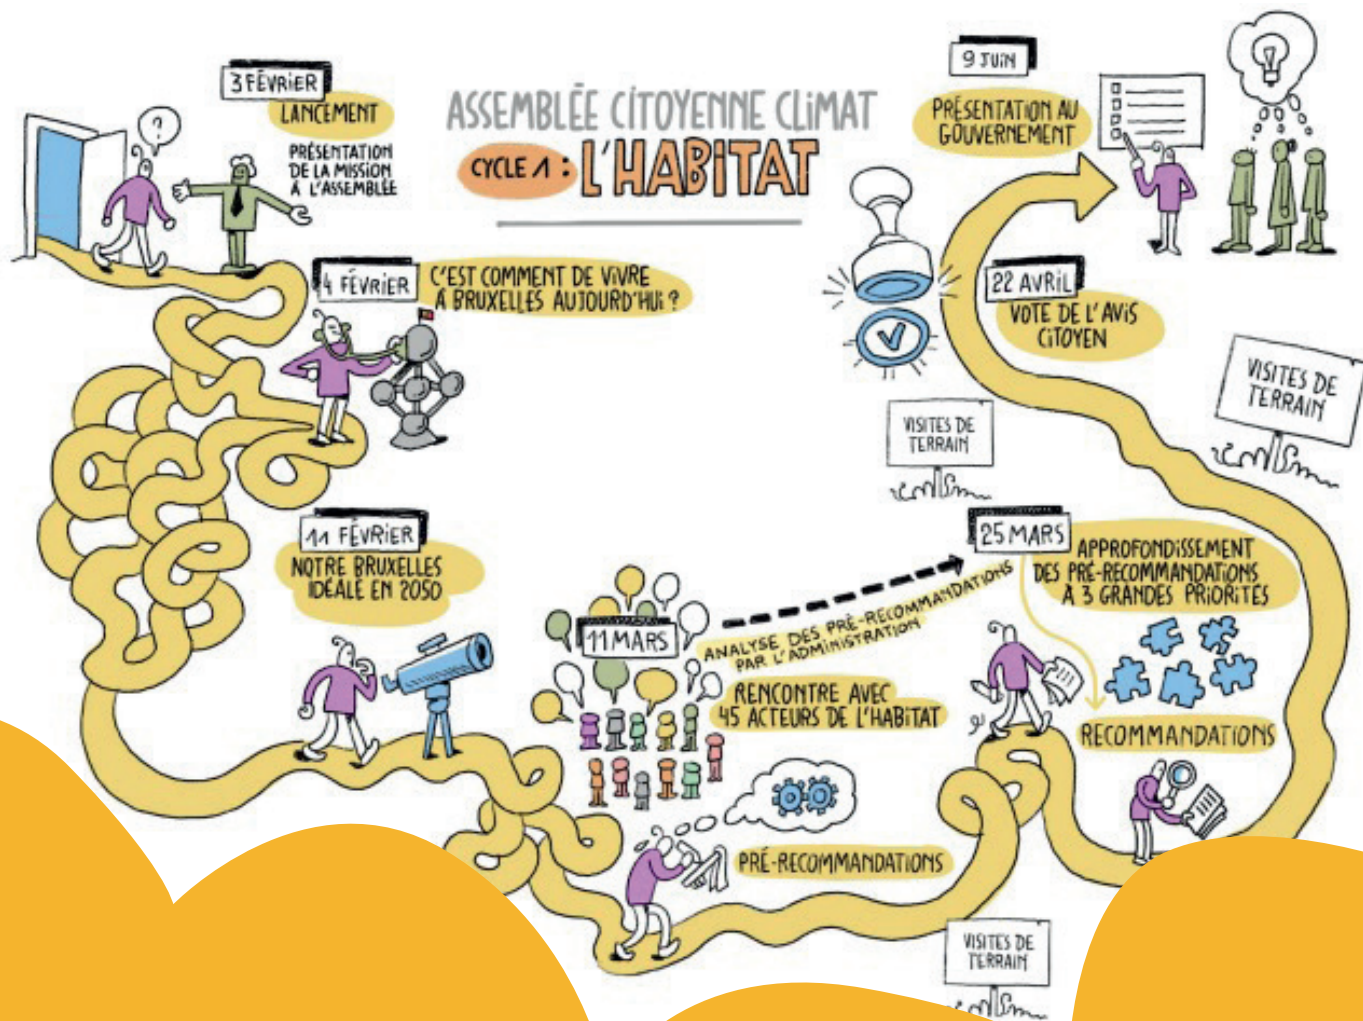 ASSEMBLÉE CITOYENNE CLIMAT
CYCLE 1 : L'HABITAT
3 FÉVRIER
LANCEMENT
PRÉSENTATION
DE LA MISSION
À L'ASSEMBLÉE
?
4 FÉVRIER
C'EST COMMENT DE VIVRE
À BRUXELLES AUJOURD'HUI ?
11 FÉVRIER
NOTRE BRUXELLES
IDÉALE EN 2050
11 MARS
RENCONTRE AVEC
45 ACTEURS DE L'HABITAT
PRÉ-RECOMMANDATIONS
ANALYSE DES PRÉ-RECOMMANDATIONS
PAR L'ADMINISTRATION
VISITES DE
TERRAIN
25 MARS
APPROFONDISSEMENT
DES PRÉ-RECOMMANDATIONS
À 3 GRANDES PRIORITÉS
RECOMMANDATIONS
VISITES DE
TERRAIN
VISITES DE
TERRAIN
22 AVRIL
VOTE DE L'AVIS
CITOYEN
9 JUIN
PRÉSENTATION AU
GOUVERNEMENT